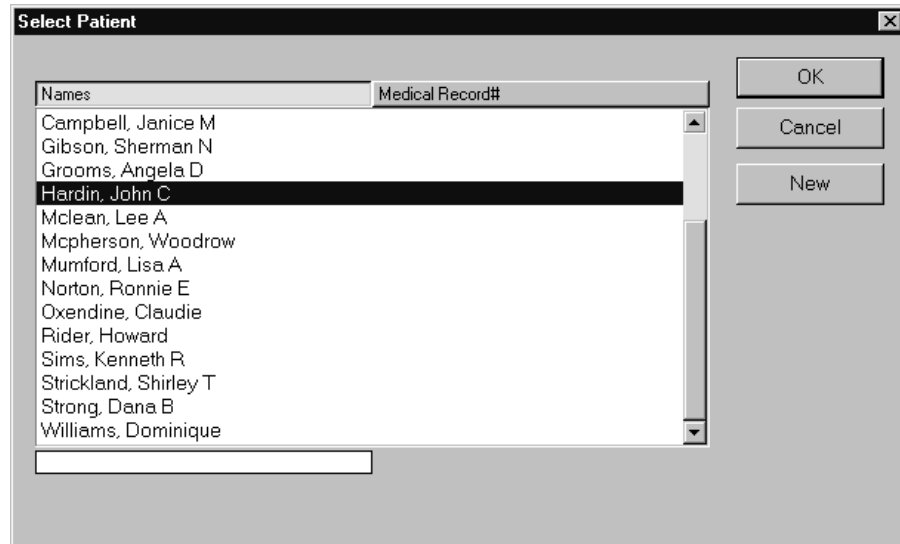 Select Patient
Names Medical Record#
Campbell, Janice M
Gibson, Sherman N
Grooms, Angela D
Hardin, John C
Mclean, Lee A
Mcpherson, Woodrow
Mumford, Lisa A
Norton, Ronnie E
Oxendine, Claudie
Rider, Howard
Sims, Kenneth R
Strickland, Shirley T
Strong, Dana B
Williams, Dominique
OK
Cancel
New